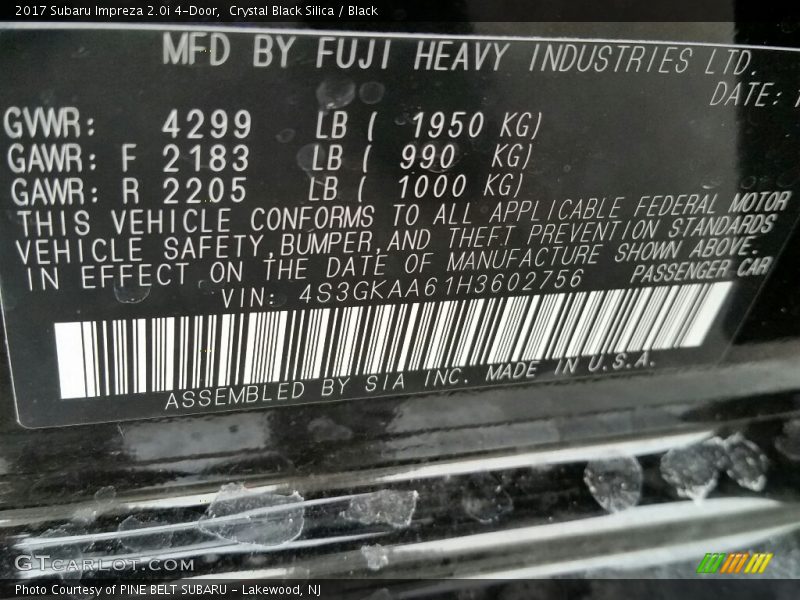 2017 Subaru Impreza 2.0i 4-Door, Crystal Black Silica / Black
MFD BY FUJI HEAVY INDUSTRIES LTD.
DATE: 1
GVWR: 4299 LB ( 1950 KG)
GAWR: F 2183 LB ( 990 KG)
GAWR: R 2205 LB ( 1000 KG)
THIS VEHICLE CONFORMS TO ALL APPLICABLE FEDERAL MOTOR
VEHICLE SAFETY,BUMPER,AND THEFT PREVENTION STANDARDS
IN EFFECT ON THE DATE OF MANUFACTURE SHOWN ABOVE.
VIN: 4S3GKAA61H3602756 PASSENGER CAR
ASSEMBLED BY SIA INC. MADE IN U.S.A.
GTCARLOT.COM
Photo Courtesy of PINE BELT SUBARU - Lakewood, NJ